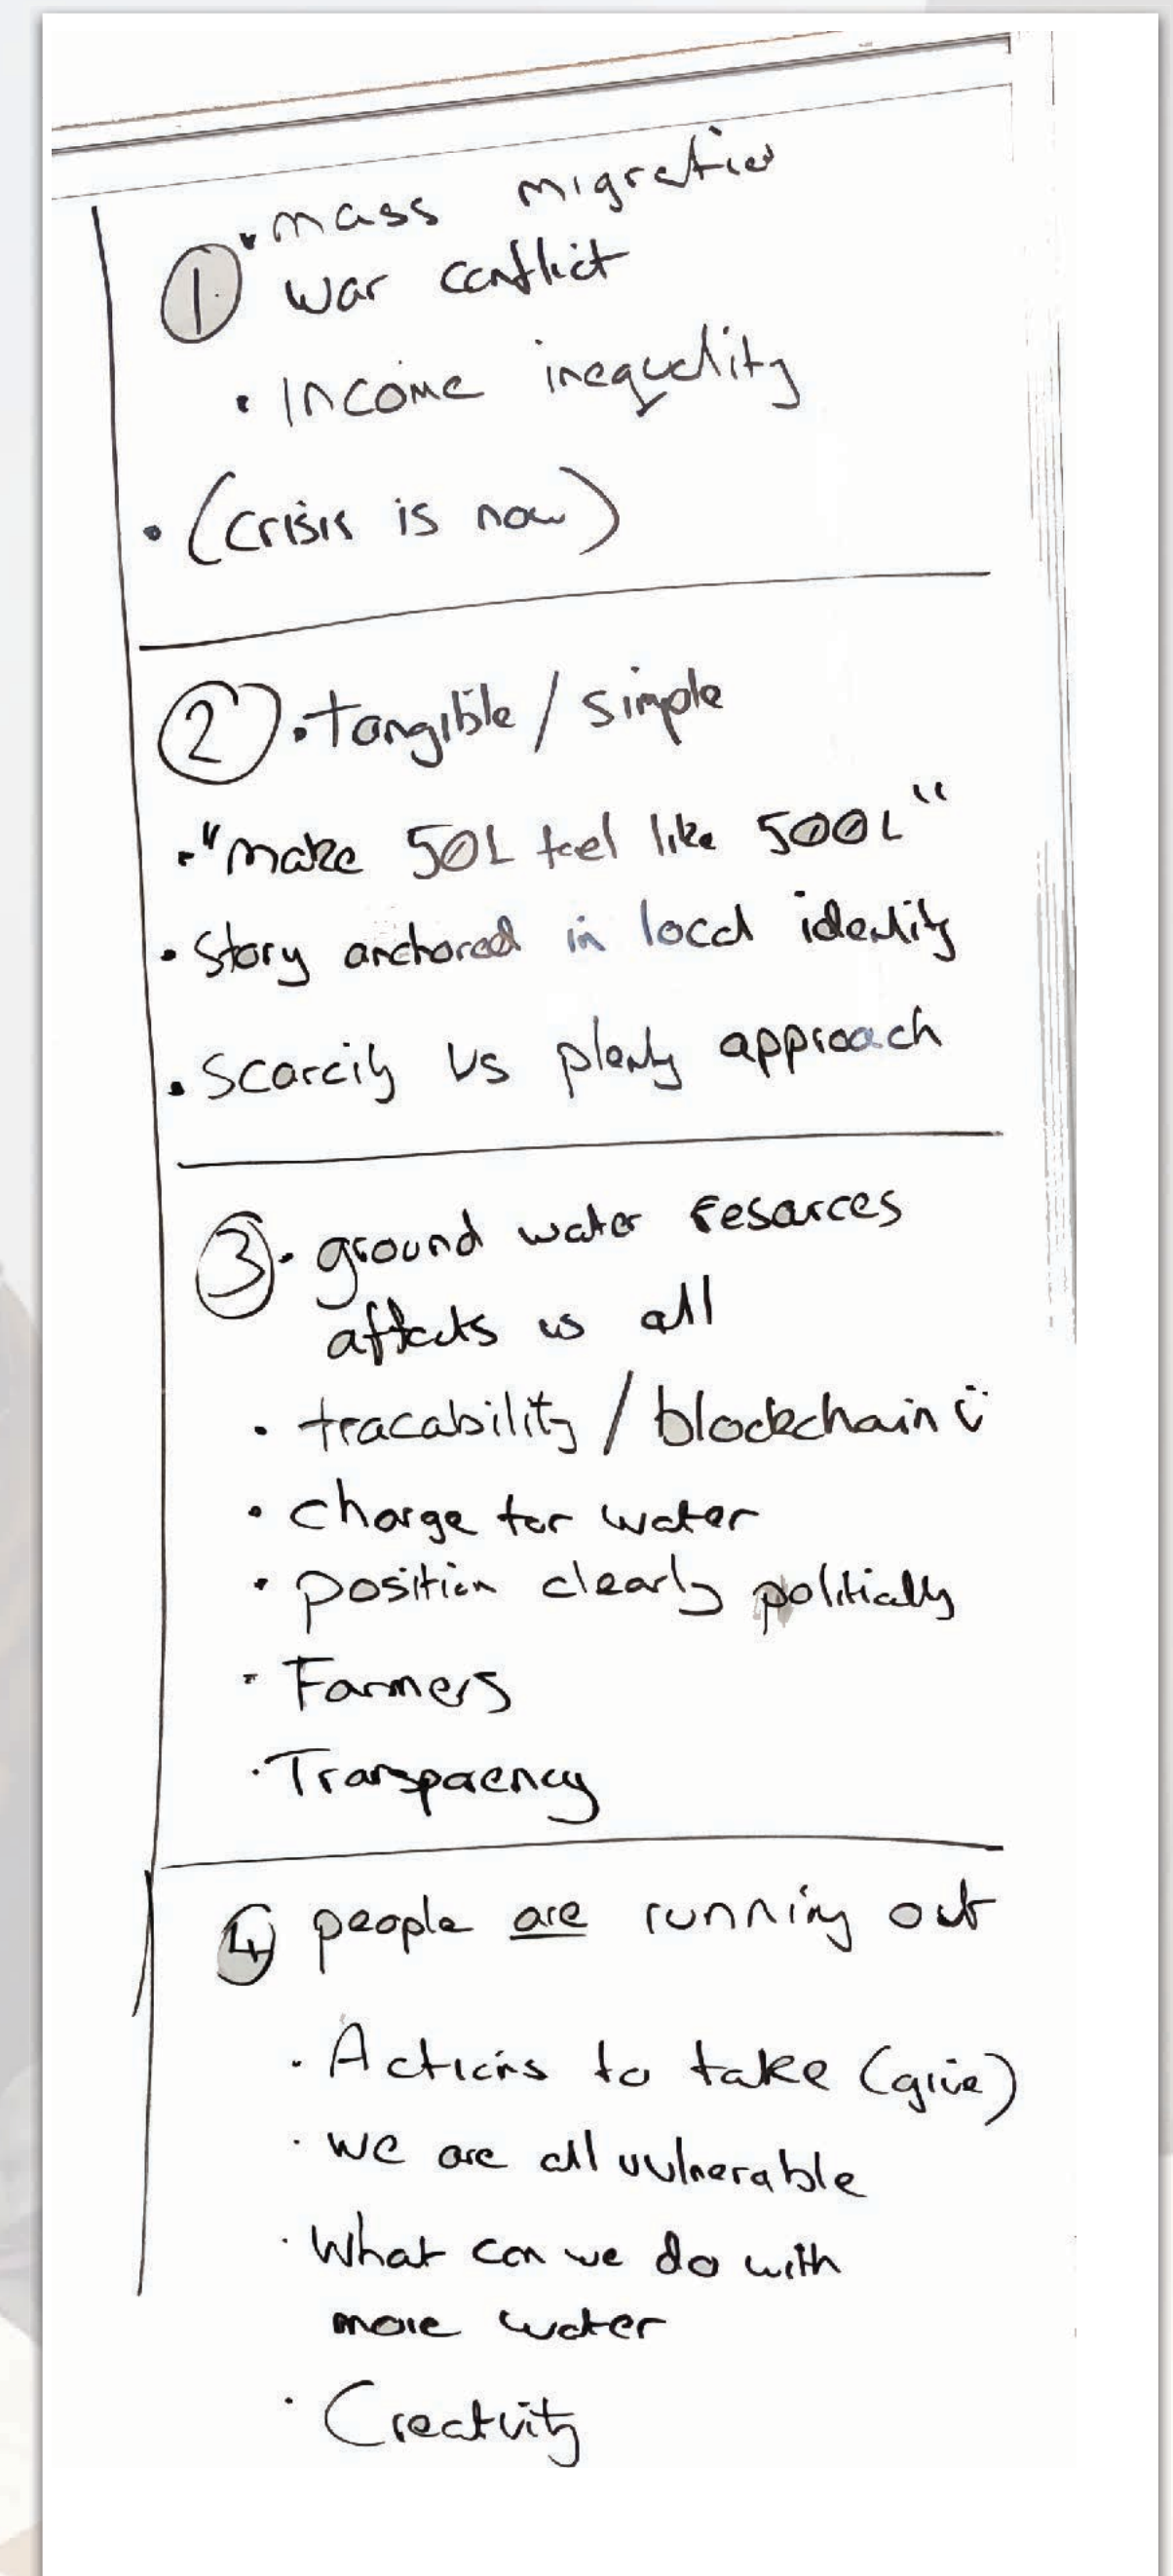 • mass migration
① war conflict
• Income inequality
• (crisis is now)
② • tangible / simple
• "make 50L feel like 500L"
• Story anchored in local identity
• Scarcity vs plenty approach
③ • ground water resources
affects us all
• tracability / blockchain :)
• charge for water
• position clearly politically
• Farmers
• Transparency
④ people are running out
• Actions to take (give)
• we are all vulnerable
• What can we do with
more water
• Creativity